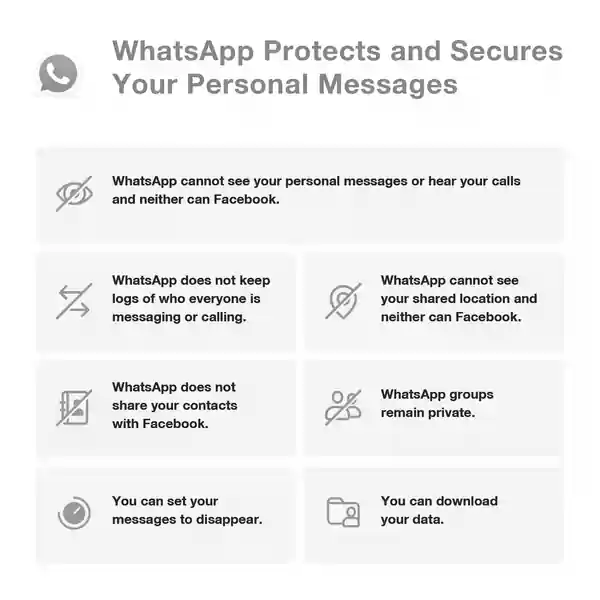 WhatsApp Protects and Secures
Your Personal Messages
WhatsApp cannot see your personal messages or hear your calls
and neither can Facebook.
WhatsApp does not keep
logs of who everyone is
messaging or calling.
WhatsApp cannot see
your shared location and
neither can Facebook.
WhatsApp does not
share your contacts
with Facebook.
WhatsApp groups
remain private.
You can set your
messages to disappear.
You can download
your data.